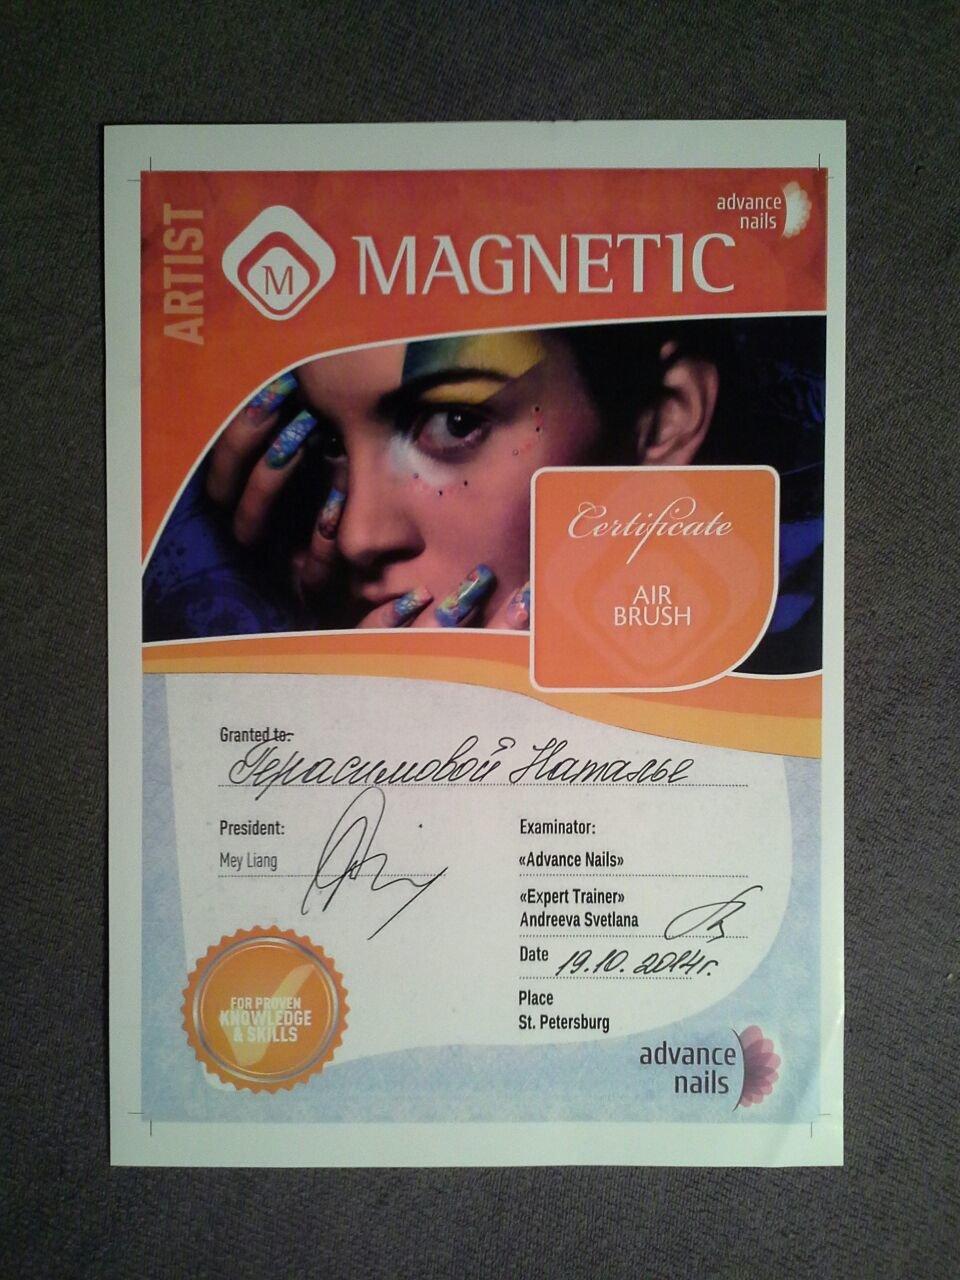 ARTIST
advance
nails
M
MAGNETIC
Certificate
AIR
BRUSH
Granted to:
Герасимовой Наталье
President:
Mey Liang
Examinator:
«Advance Nails»
«Expert Trainer»
Andreeva Svetlana
Date 19.10.2014г.
Place
St. Petersburg
FOR PROVEN
KNOWLEDGE
& SKILLS
advance
nails